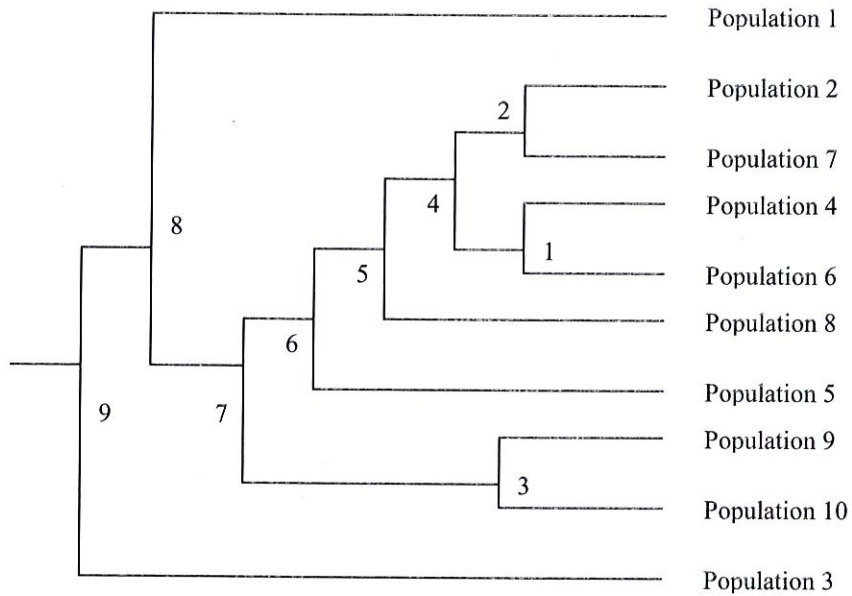 Population 1
Population 2
2
Population 7
4
Population 4
8
1
5
Population 6
Population 8
6
Population 5
9
7
Population 9
3
Population 10
Population 3